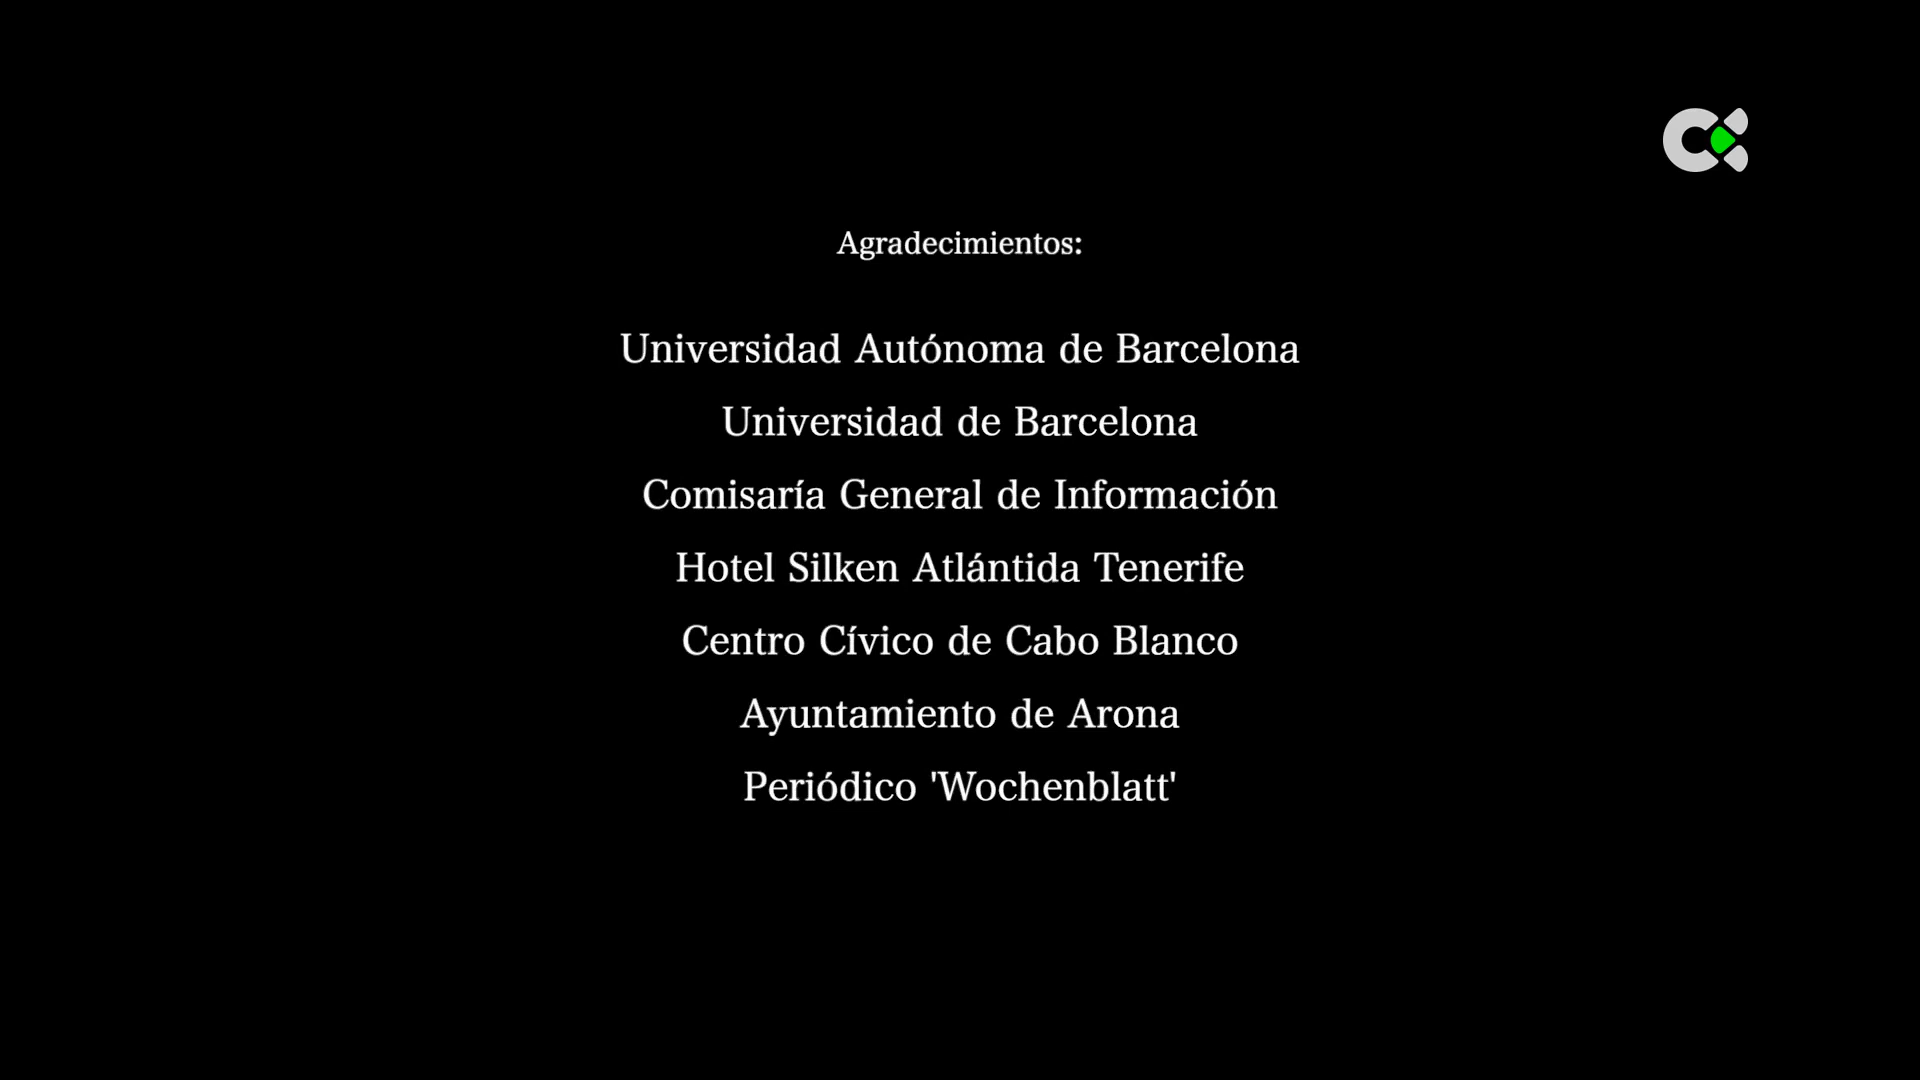 Agradecimientos:
Universidad Autónoma de Barcelona
Universidad de Barcelona
Comisaría General de Información
Hotel Silken Atlántida Tenerife
Centro Cívico de Cabo Blanco
Ayuntamiento de Arona
Periódico 'Wochenblatt'